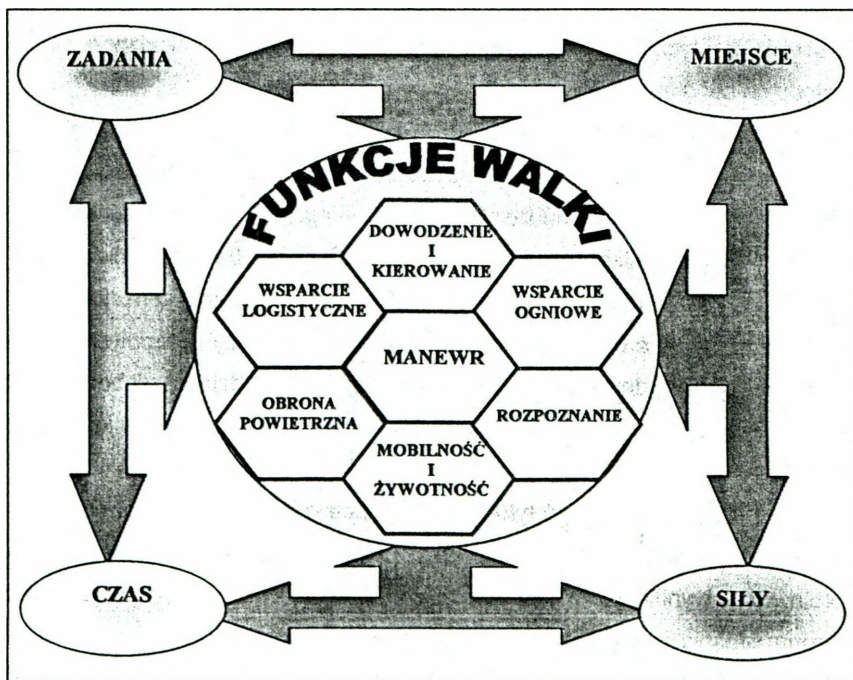 ZADANIA
MIEJSCE
FUNKCJE WALKI
DOWODZENIE
I
KIEROWANIE
WSPARCIE
LOGISTYCZNE
WSPARCIE
OGNIOWE
MANEWR
OBRONA
POWIETRZNA
ROZPOZNANIE
MOBILNOŚĆ
I
ŻYWOTNOŚĆ
CZAS
SIŁY